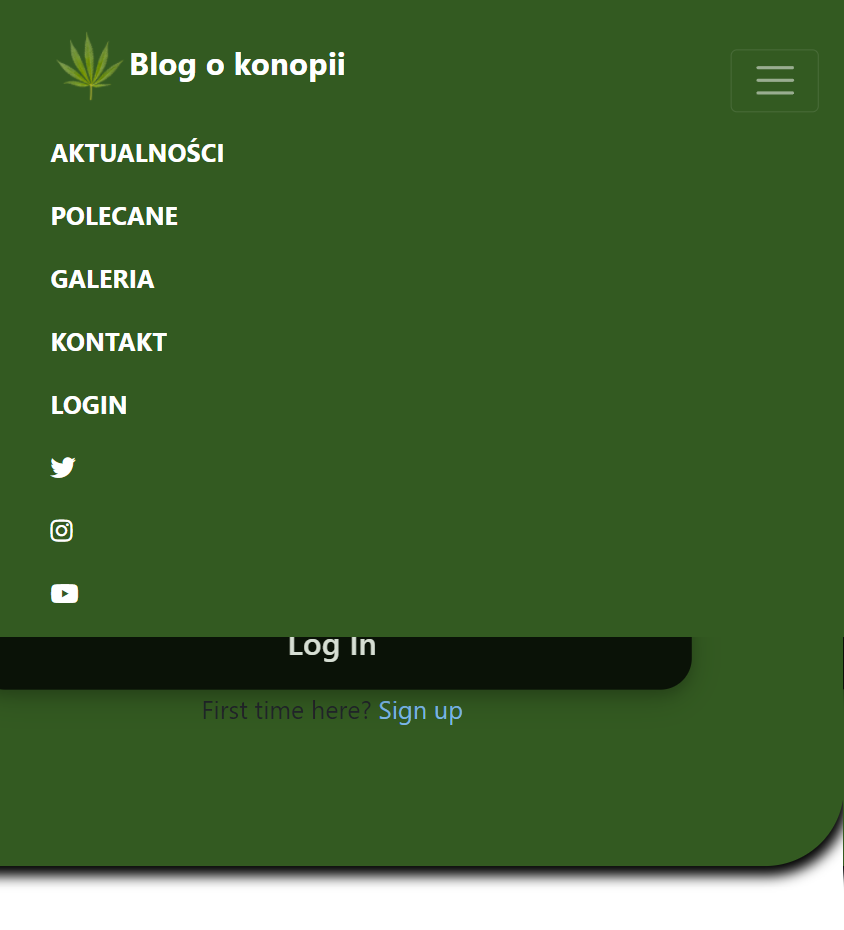 Blog o konopii
AKTUALNOŚCI
POLECANE
GALERIA
KONTAKT
LOGIN
Log In
First time here? Sign up